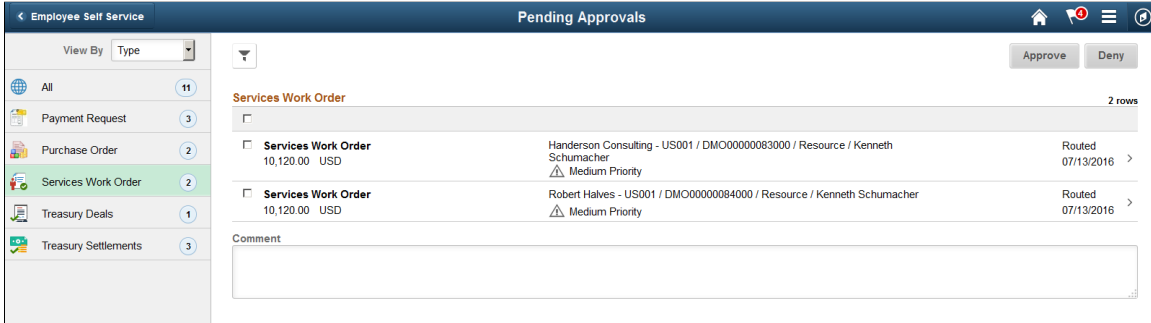 Employee Self Service
Pending Approvals
4
View By Type
Approve
Deny
All 11
Payment Request 3
Purchase Order 2
Services Work Order 2
Treasury Deals 1
Treasury Settlements 3
Services Work Order
2 rows
Services Work Order
10,120.00 USD
Handerson Consulting - US001 / DMO00000083000 / Resource / Kenneth
Schumacher
Medium Priority
Routed
07/13/2016
Services Work Order
10,120.00 USD
Robert Halves - US001 / DMO00000084000 / Resource / Kenneth Schumacher
Medium Priority
Routed
07/13/2016
Comment